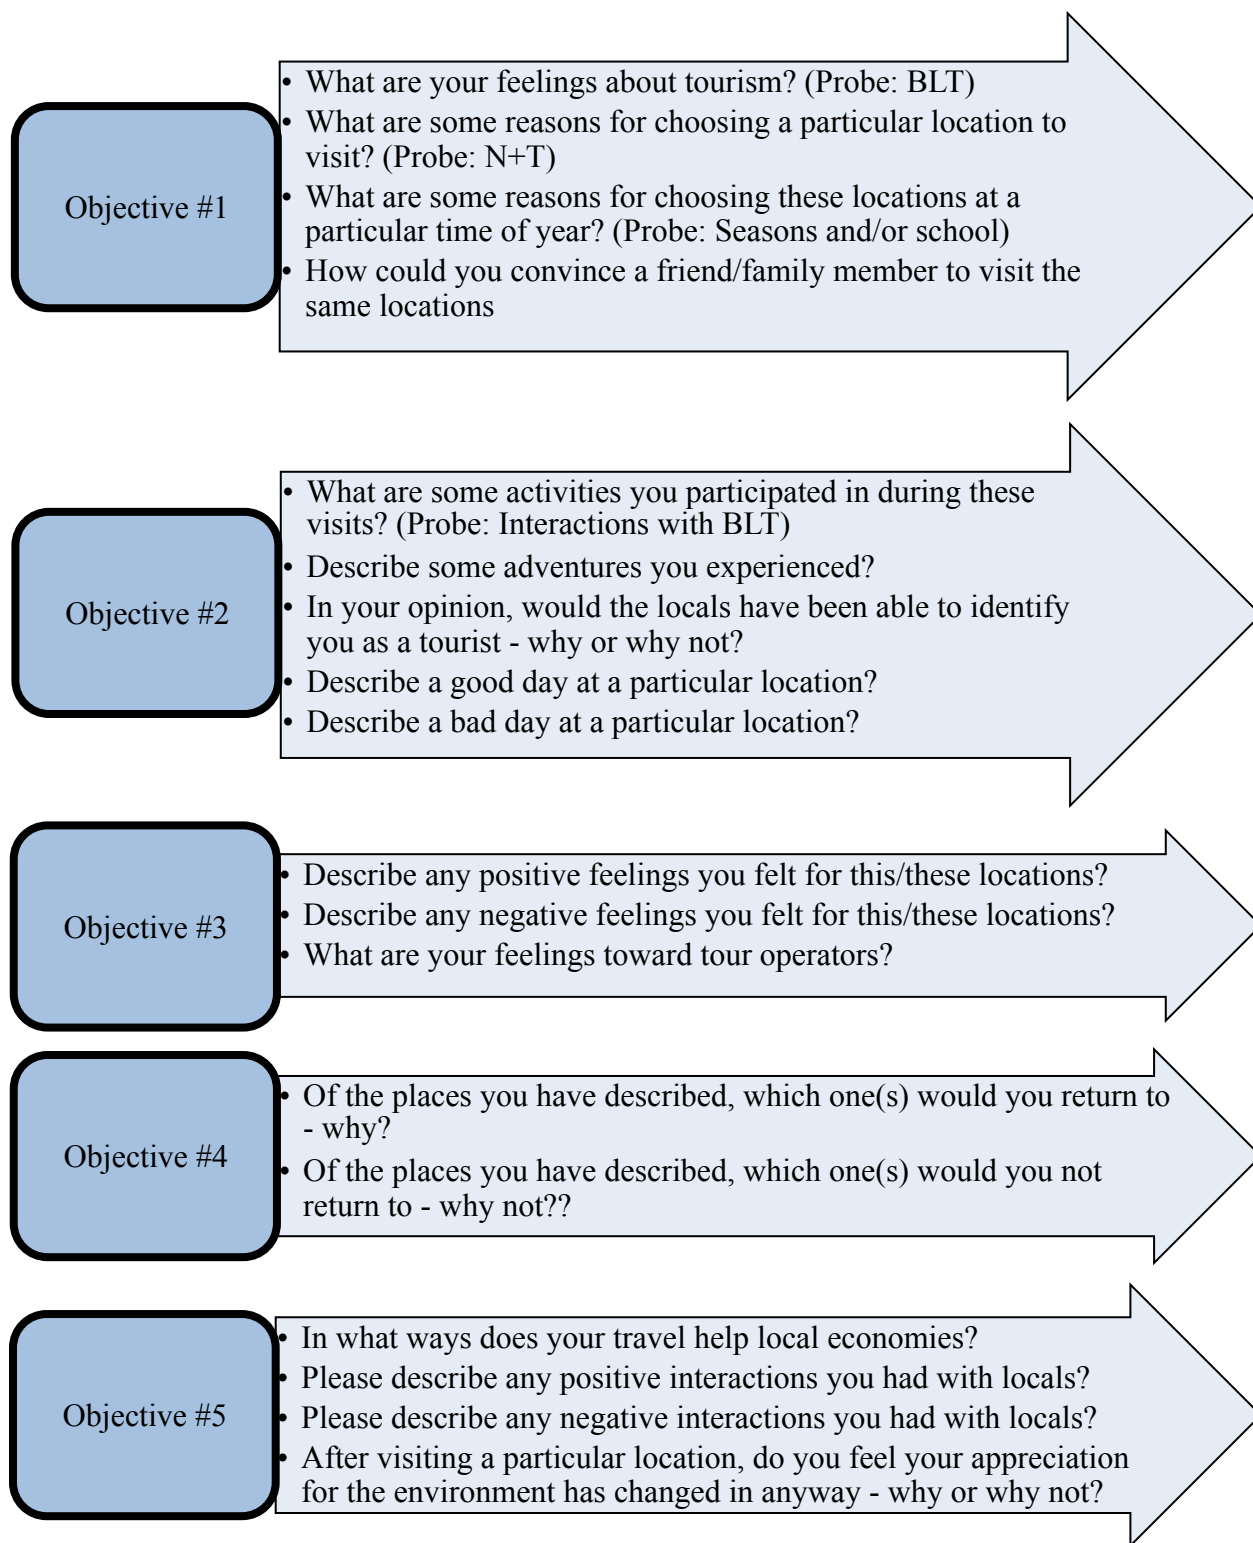 Objective #1
• What are your feelings about tourism? (Probe: BLT)
• What are some reasons for choosing a particular location to
visit? (Probe: N+T)
• What are some reasons for choosing these locations at a
particular time of year? (Probe: Seasons and/or school)
• How could you convince a friend/family member to visit the
same locations
Objective #2
• What are some activities you participated in during these
visits? (Probe: Interactions with BLT)
• Describe some adventures you experienced?
• In your opinion, would the locals have been able to identify
you as a tourist - why or why not?
• Describe a good day at a particular location?
• Describe a bad day at a particular location?
Objective #3
• Describe any positive feelings you felt for this/these locations?
• Describe any negative feelings you felt for this/these locations?
• What are your feelings toward tour operators?
Objective #4
• Of the places you have described, which one(s) would you return to
- why?
• Of the places you have described, which one(s) would you not
return to - why not??
Objective #5
• In what ways does your travel help local economies?
• Please describe any positive interactions you had with locals?
• Please describe any negative interactions you had with locals?
• After visiting a particular location, do you feel your appreciation
for the environment has changed in anyway - why or why not?